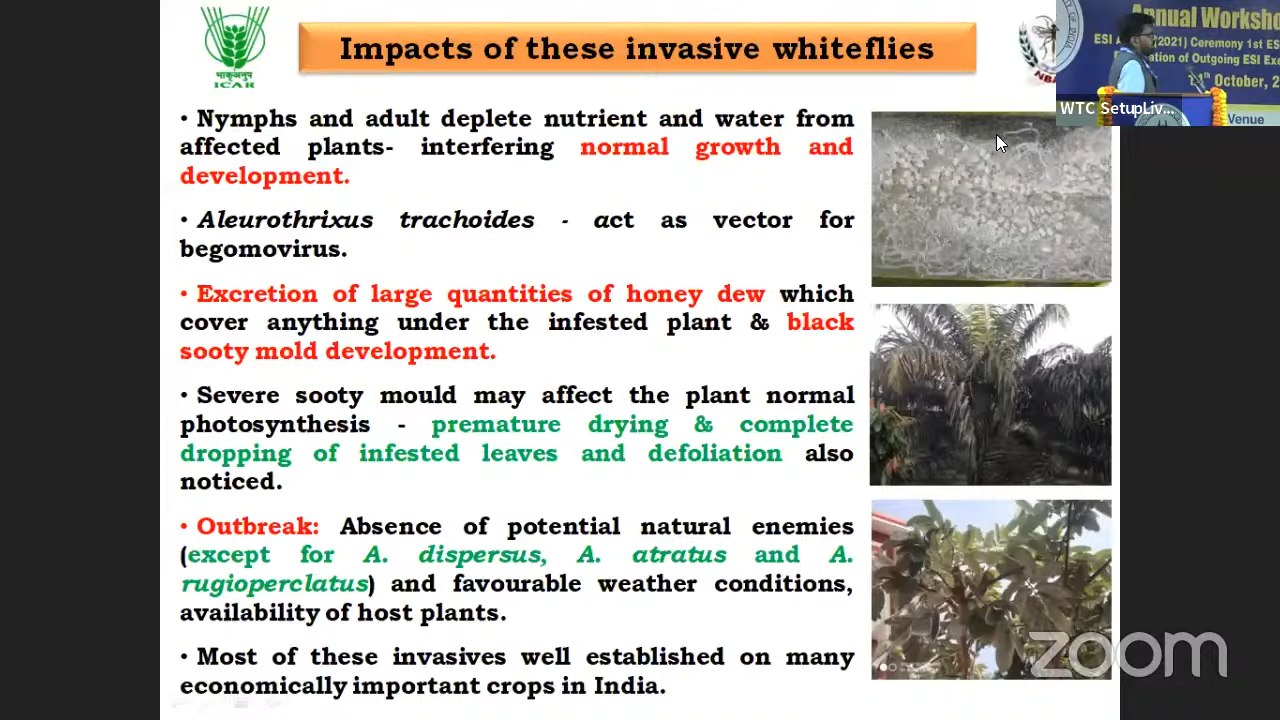 Impacts of these invasive whiteflies
• Nymphs and adult deplete nutrient and water from
affected plants- interfering normal growth and
development.
• Aleurothrixus trachoides - act as vector for
begomovirus.
• Excretion of large quantities of honey dew which
cover anything under the infested plant & black
sooty mold development.
• Severe sooty mould may affect the plant normal
photosynthesis - premature drying & complete
dropping of infested leaves and defoliation also
noticed.
• Outbreak: Absence of potential natural enemies
(except for A. dispersus, A. atratus and A.
rugioperclatus) and favourable weather conditions,
availability of host plants.
• Most of these invasives well established on many
economically important crops in India.
भाकृअनुप
ICAR
Annual Worksho
ESI A (2021) Ceremony 1st ES
ation of Outgoing ESI Exe
th October, 2
WTC SetupLiv...
Venue
zoom